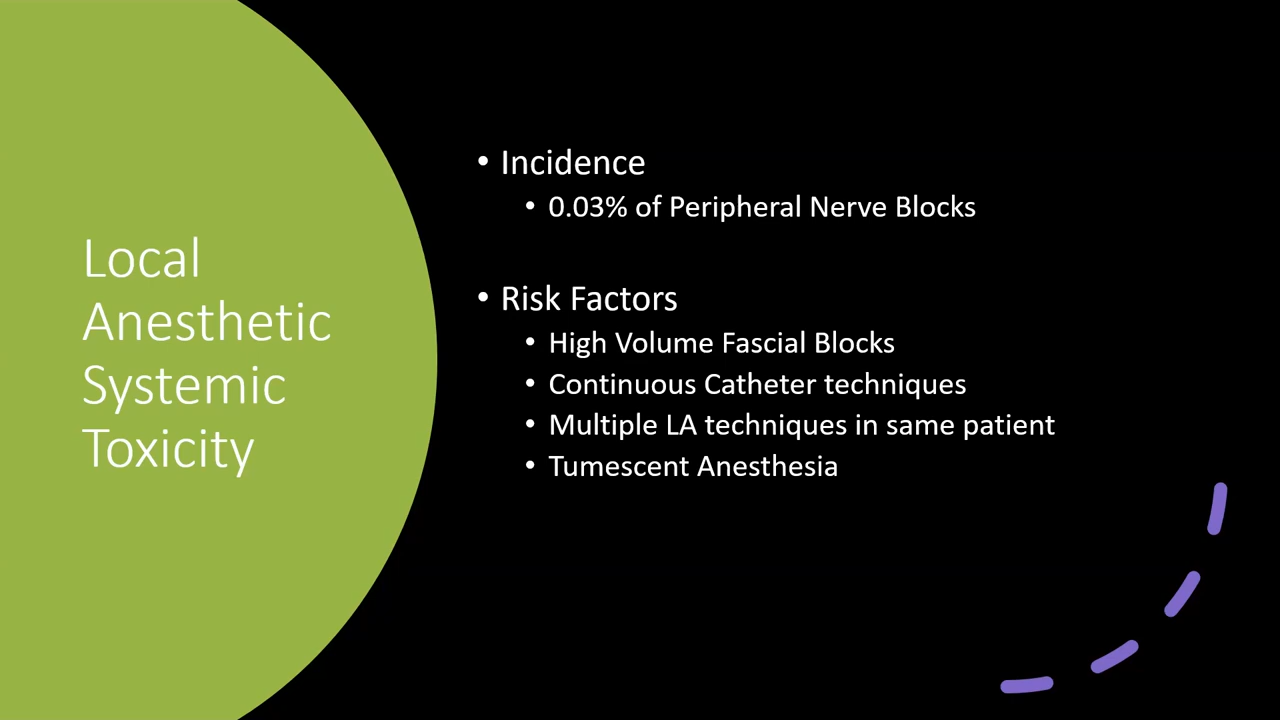 Local
Anesthetic
Systemic
Toxicity
• Incidence
• 0.03% of Peripheral Nerve Blocks
• Risk Factors
• High Volume Fascial Blocks
• Continuous Catheter techniques
• Multiple LA techniques in same patient
• Tumescent Anesthesia